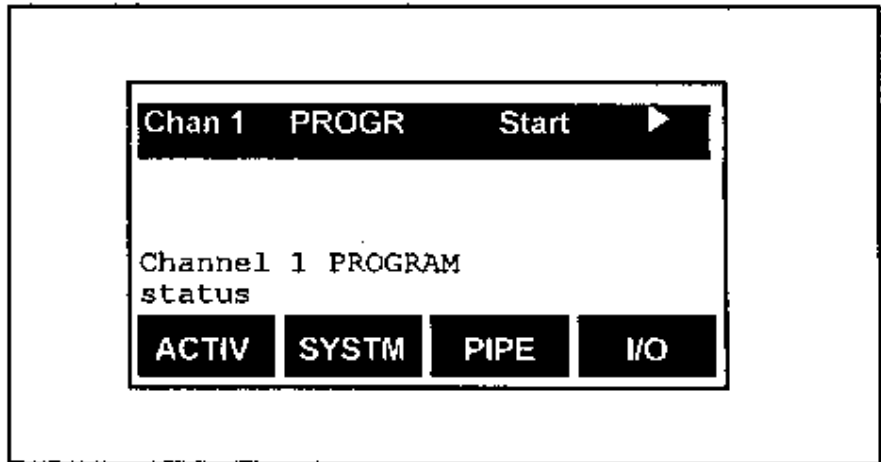 Chan 1 PROGR Start ▶
Channel 1 PROGRAM
status
ACTIV SYSTM PIPE I/O